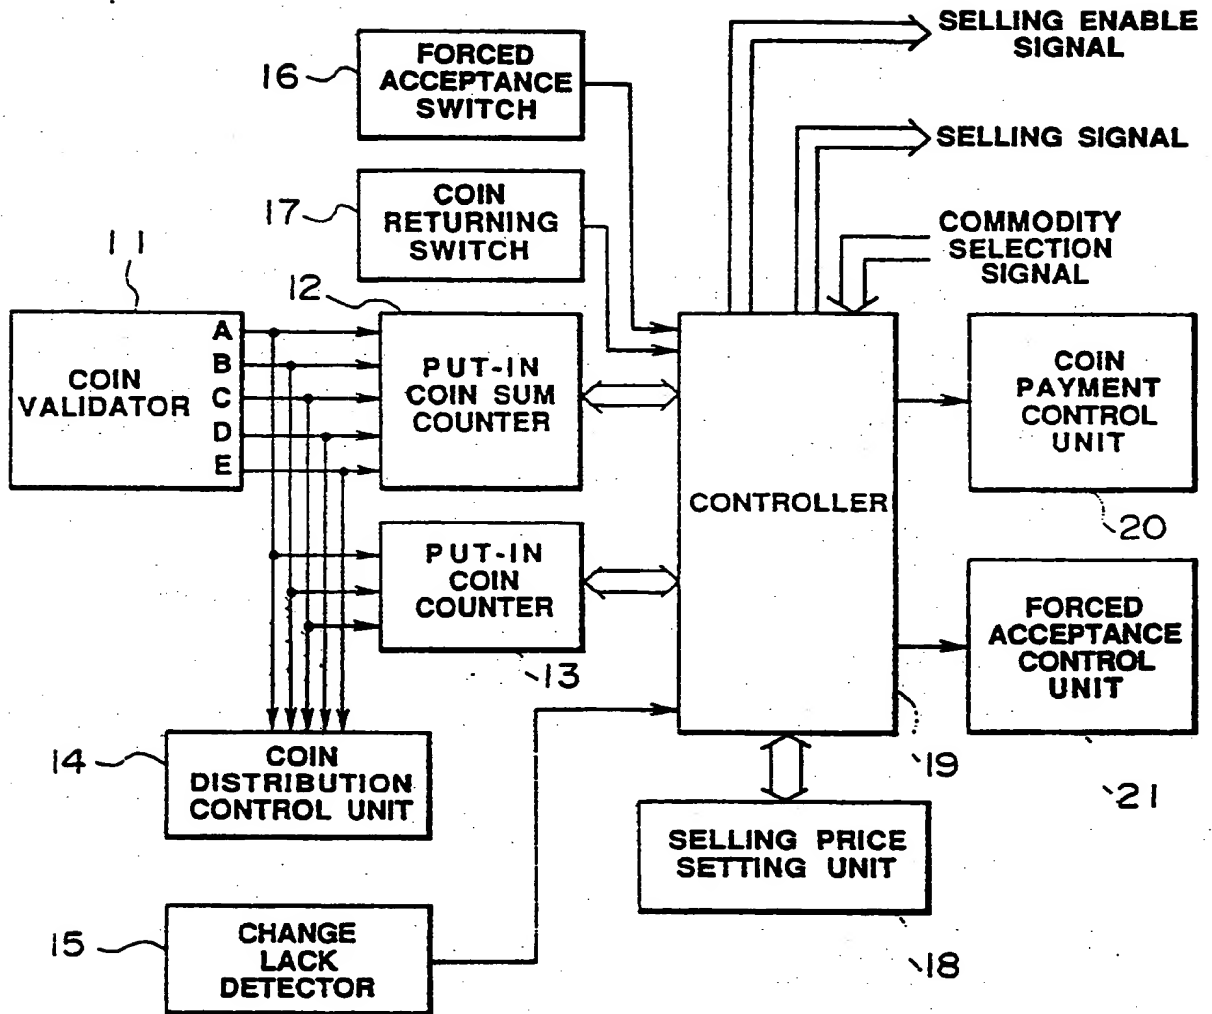 SELLING ENABLE
SIGNAL
16
FORCED
ACCEPTANCE
SWITCH
SELLING SIGNAL
17
COIN
RETURNING
SWITCH
COMMODITY
SELECTION
SIGNAL
11
COIN
VALIDATOR
A
B
C
D
E
12
PUT-IN
COIN SUM
COUNTER
CONTROLLER
19
COIN
PAYMENT
CONTROL
UNIT
20
PUT-IN
COIN
COUNTER
13
FORCED
ACCEPTANCE
CONTROL
UNIT
21
14
COIN
DISTRIBUTION
CONTROL UNIT
SELLING PRICE
SETTING UNIT
18
15
CHANGE
LACK
DETECTOR